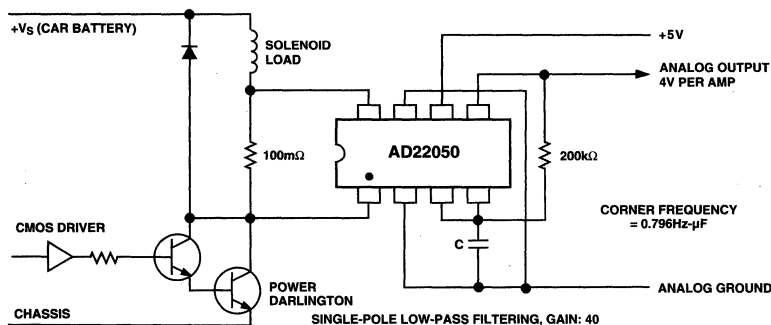 +VS (CAR BATTERY)
SOLENOID
LOAD
+5V
ANALOG OUTPUT
4V PER AMP
AD22050
100mΩ
200kΩ
CORNER FREQUENCY
= 0.796Hz-µF
CMOS DRIVER
C
POWER
DARLINGTON
ANALOG GROUND
CHASSIS
SINGLE-POLE LOW-PASS FILTERING, GAIN: 40